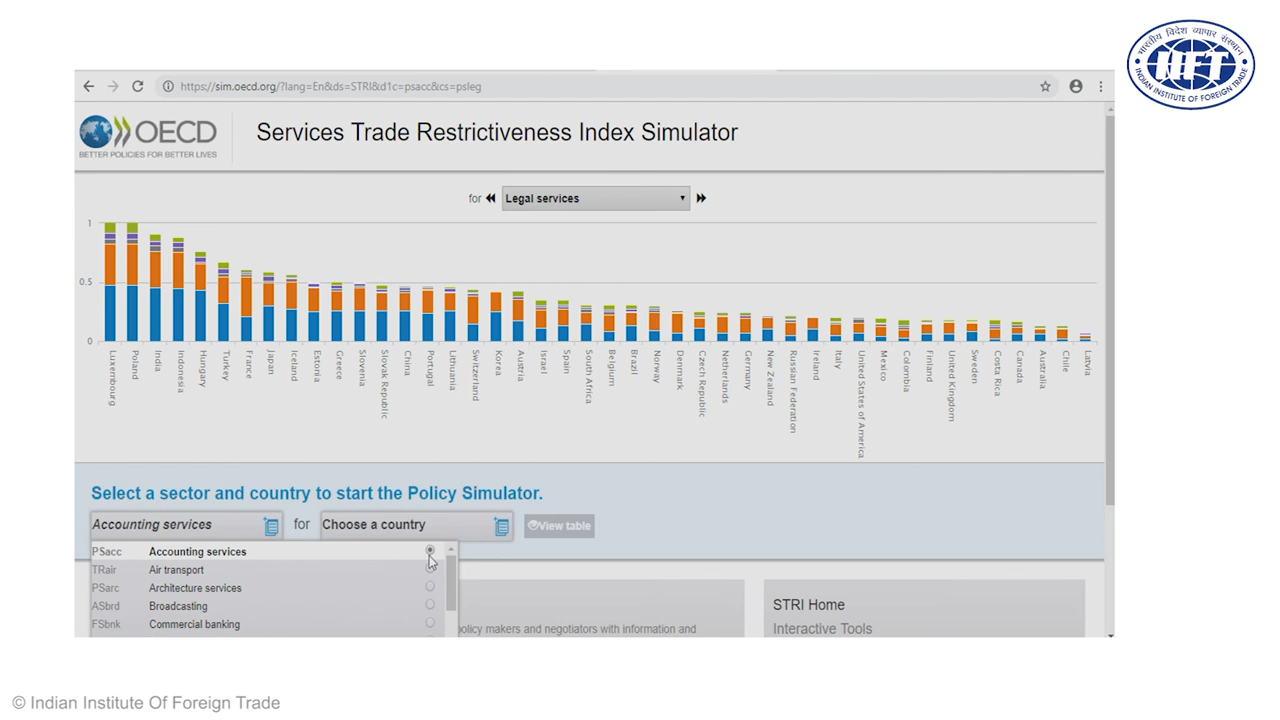 भारतीय विदेश व्यापार संस्थान
IIFT
INDIAN INSTITUTE OF FOREIGN TRADE
https://sim.oecd.org/?lang=En&ds=STRI&d1c=psacc&cs=psleg
OECD
BETTER POLICIES FOR BETTER LIVES
Services Trade Restrictiveness Index Simulator
for Legal services
1
0.5
0
Luxembourg
Poland
India
Indonesia
Hungary
Turkey
France
Japan
Iceland
Estonia
Greece
Slovenia
Slovak Republic
China
Portugal
Lithuania
Switzerland
Korea
Austria
Israel
Spain
South Africa
Belgium
Brazil
Norway
Denmark
Czech Republic
Netherlands
Germany
New Zealand
Russian Federation
Ireland
Italy
United States of America
Mexico
Colombia
Finland
United Kingdom
Sweden
Costa Rica
Canada
Australia
Chile
Latvia
Select a sector and country to start the Policy Simulator.
Accounting services for Choose a country View table
PSacc Accounting services
TRair Air transport
PSarc Architecture services
ASbrd Broadcasting
FSbnk Commercial banking
policy makers and negotiators with information and
STRI Home
Interactive Tools
© Indian Institute Of Foreign Trade